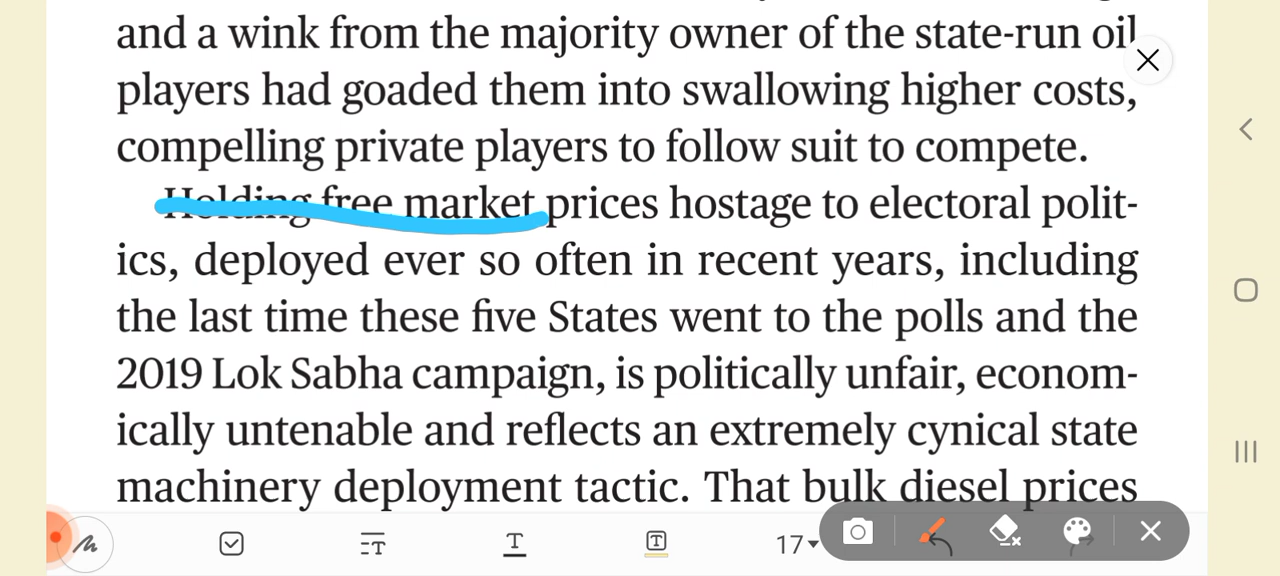 and a wink from the majority owner of the state-run oil
players had goaded them into swallowing higher costs,
compelling private players to follow suit to compete.
Holding free market prices hostage to electoral polit-
ics, deployed ever so often in recent years, including
the last time these five States went to the polls and the
2019 Lok Sabha campaign, is politically unfair, econom-
ically untenable and reflects an extremely cynical state
machinery deployment tactic. That bulk diesel prices
17